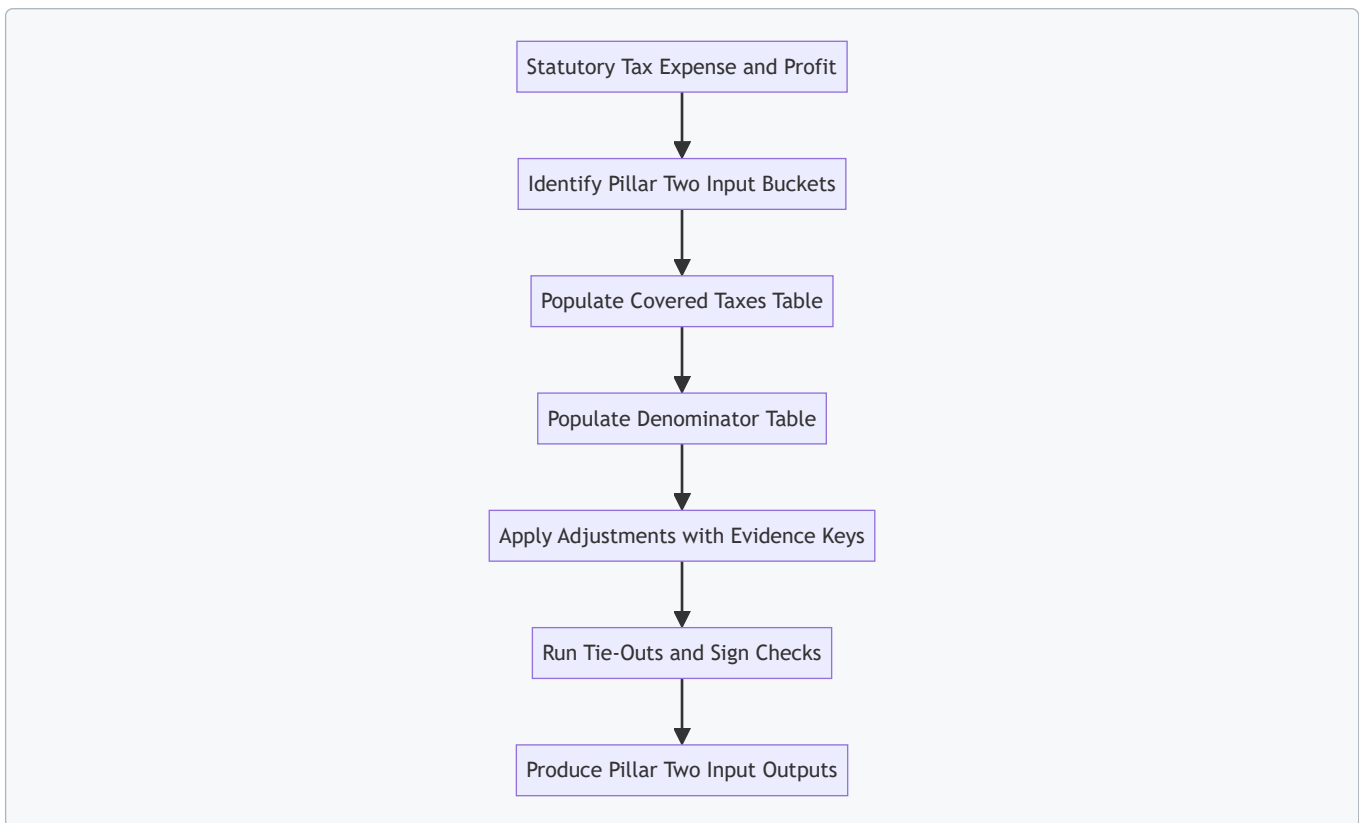 Statutory Tax Expense and Profit
Identify Pillar Two Input Buckets
Populate Covered Taxes Table
Populate Denominator Table
Apply Adjustments with Evidence Keys
Run Tie-Outs and Sign Checks
Produce Pillar Two Input Outputs